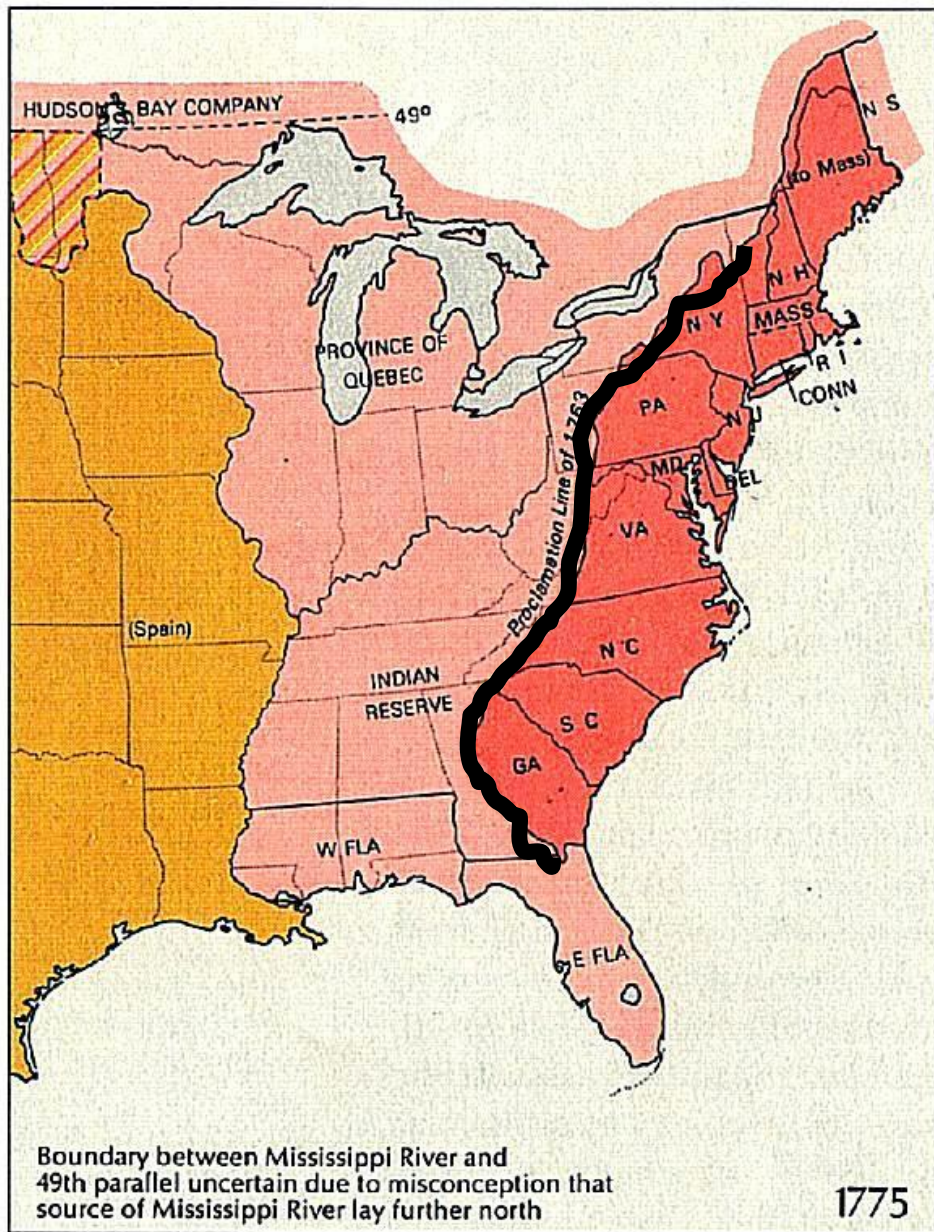 HUDSON'S BAY COMPANY
49º
N S
(to Mass)
N H
N Y
MASS
R I
CONN
PROVINCE OF
QUEBEC
PA
N J
Proclamation Line of 1763
MD
DEL
VA
(Spain)
N C
INDIAN
RESERVE
S C
GA
W FLA
E FLA
Boundary between Mississippi River and
49th parallel uncertain due to misconception that
source of Mississippi River lay further north
1775